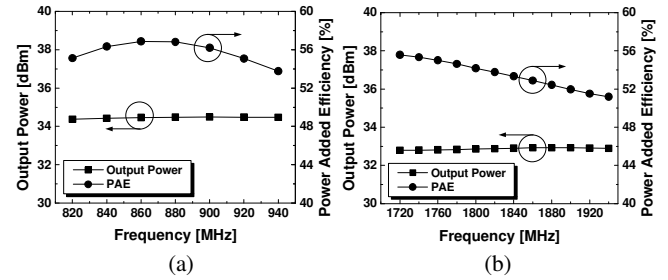 Output Power [dBm]
40
38
36
34
32
30
60
56
52
48
44
40
Power Added Efficiency [%]
Output Power
PAE
820 840 860 880 900 920 940
Frequency [MHz]
(a)
Output Power [dBm]
40
38
36
34
32
30
60
56
52
48
44
40
Power Added Efficiency [%]
Output Power
PAE
1720 1760 1800 1840 1880 1920
Frequency [MHz]
(b)